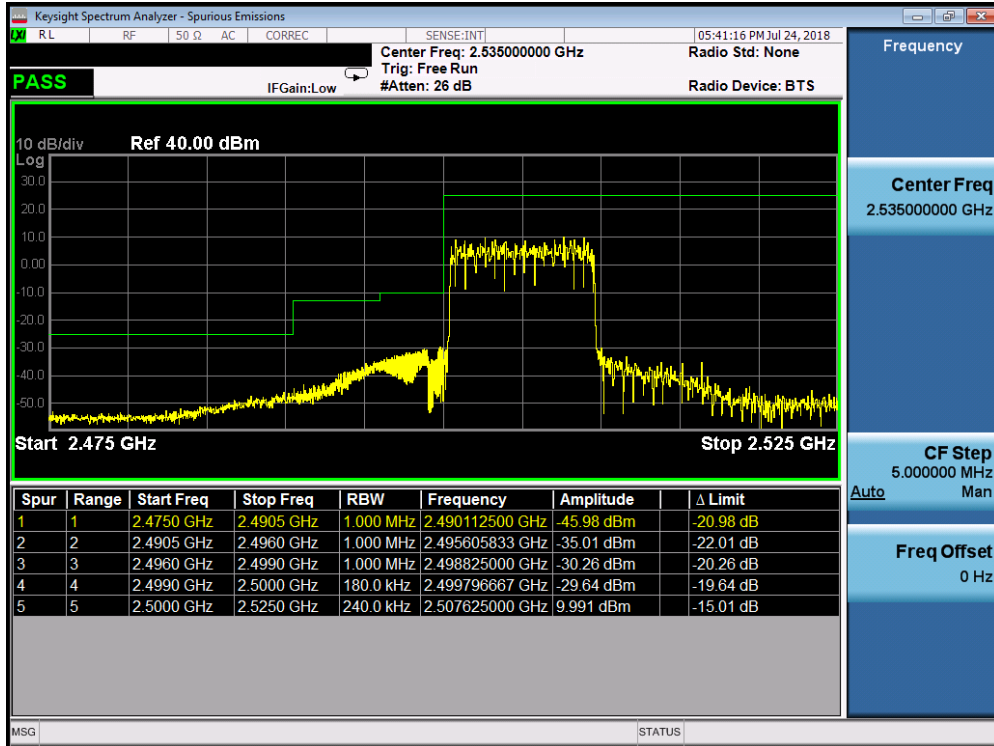 Keysight Spectrum Analyzer - Spurious Emissions
LXI RL RF 50 Ω AC CORREC SENSE:INT 05:41:16 PM Jul 24, 2018
Center Freq: 2.535000000 GHz Radio Std: None
Trig: Free Run
PASS IFGain:Low #Atten: 26 dB Radio Device: BTS
10 dB/div Ref 40.00 dBm
Log
30.0
20.0
10.0
0.00
-10.0
-20.0
-30.0
-40.0
-50.0
Start 2.475 GHz Stop 2.525 GHz
Spur Range Start Freq Stop Freq RBW Frequency Amplitude Δ Limit
1 1 2.4750 GHz 2.4905 GHz 1.000 MHz 2.490112500 GHz -45.98 dBm -20.98 dB
2 2 2.4905 GHz 2.4960 GHz 1.000 MHz 2.495605833 GHz -35.01 dBm -22.01 dB
3 3 2.4960 GHz 2.4990 GHz 1.000 MHz 2.498825000 GHz -30.26 dBm -20.26 dB
4 4 2.4990 GHz 2.5000 GHz 180.0 kHz 2.499796667 GHz -29.64 dBm -19.64 dB
5 5 2.5000 GHz 2.5250 GHz 240.0 kHz 2.507625000 GHz 9.991 dBm -15.01 dB
MSG STATUS
Frequency
Center Freq
2.535000000 GHz
CF Step
5.000000 MHz
Auto Man
Freq Offset
0 Hz